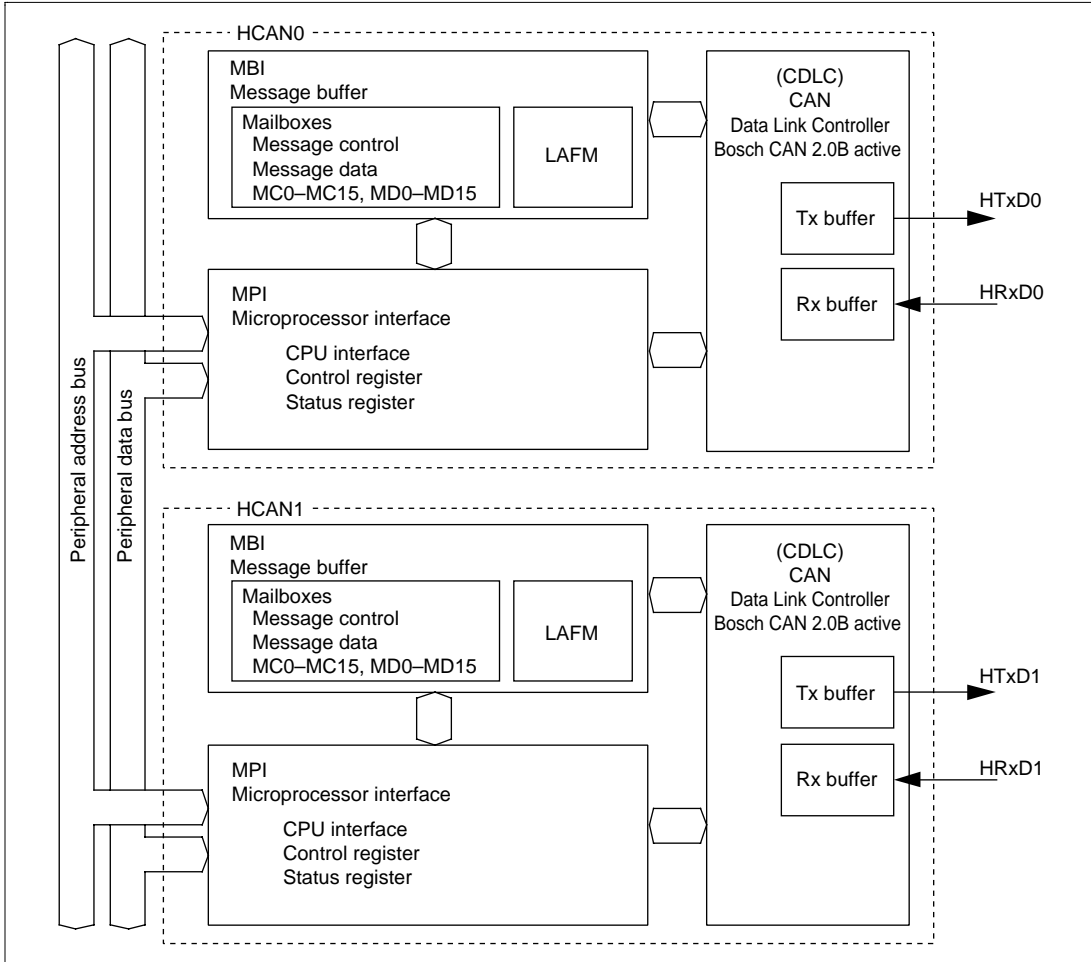 HCAN0
MBI
Message buffer
Mailboxes
Message control
Message data
MC0–MC15, MD0–MD15
LAFM
(CDLC)
CAN
Data Link Controller
Bosch CAN 2.0B active
Tx buffer
HTxD0
Rx buffer
HRxD0
MPI
Microprocessor interface
CPU interface
Control register
Status register
Peripheral address bus
Peripheral data bus
HCAN1
MBI
Message buffer
Mailboxes
Message control
Message data
MC0–MC15, MD0–MD15
LAFM
(CDLC)
CAN
Data Link Controller
Bosch CAN 2.0B active
Tx buffer
HTxD1
Rx buffer
HRxD1
MPI
Microprocessor interface
CPU interface
Control register
Status register